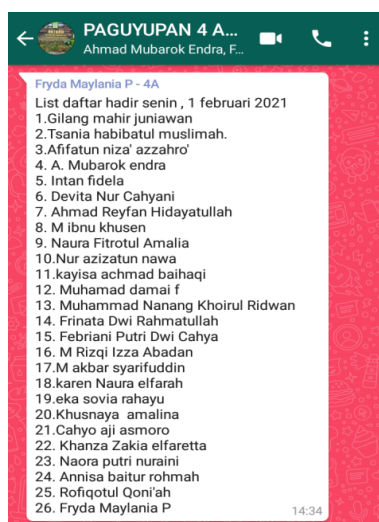 PAGUYUPAN 4 A...
Ahmad Mubarok Endra, F...
Fryda Maylania P - 4A
List daftar hadir senin , 1 februari 2021
1.Gilang mahir juniawan
2.Tsania habibatul muslimah.
3.Afifatun niza' azzahro'
4. A. Mubarok endra
5. Intan fidela
6. Devita Nur Cahyani
7. Ahmad Reyfan Hidayatullah
8. M ibnu khusen
9. Naura Fitrotul Amalia
10.Nur azizatun nawa
11.kayisa achmad baihaqi
12. Muhamad damai f
13. Muhammad Nanang Khoirul Ridwan
14. Frinata Dwi Rahmatullah
15. Febriani Putri Dwi Cahya
16. M Rizqi Izza Abadan
17.M akbar syarifuddin
18.karen Naura elfarah
19.eka sovia rahayu
20.Khusnaya  amalina
21.Cahyo aji asmoro
22. Khanza Zakia elfaretta
23. Naora putri nuraini
24. Annisa baitur rohmah
25. Rofiqotul Qoni'ah
26. Fryda Maylania P
14:34